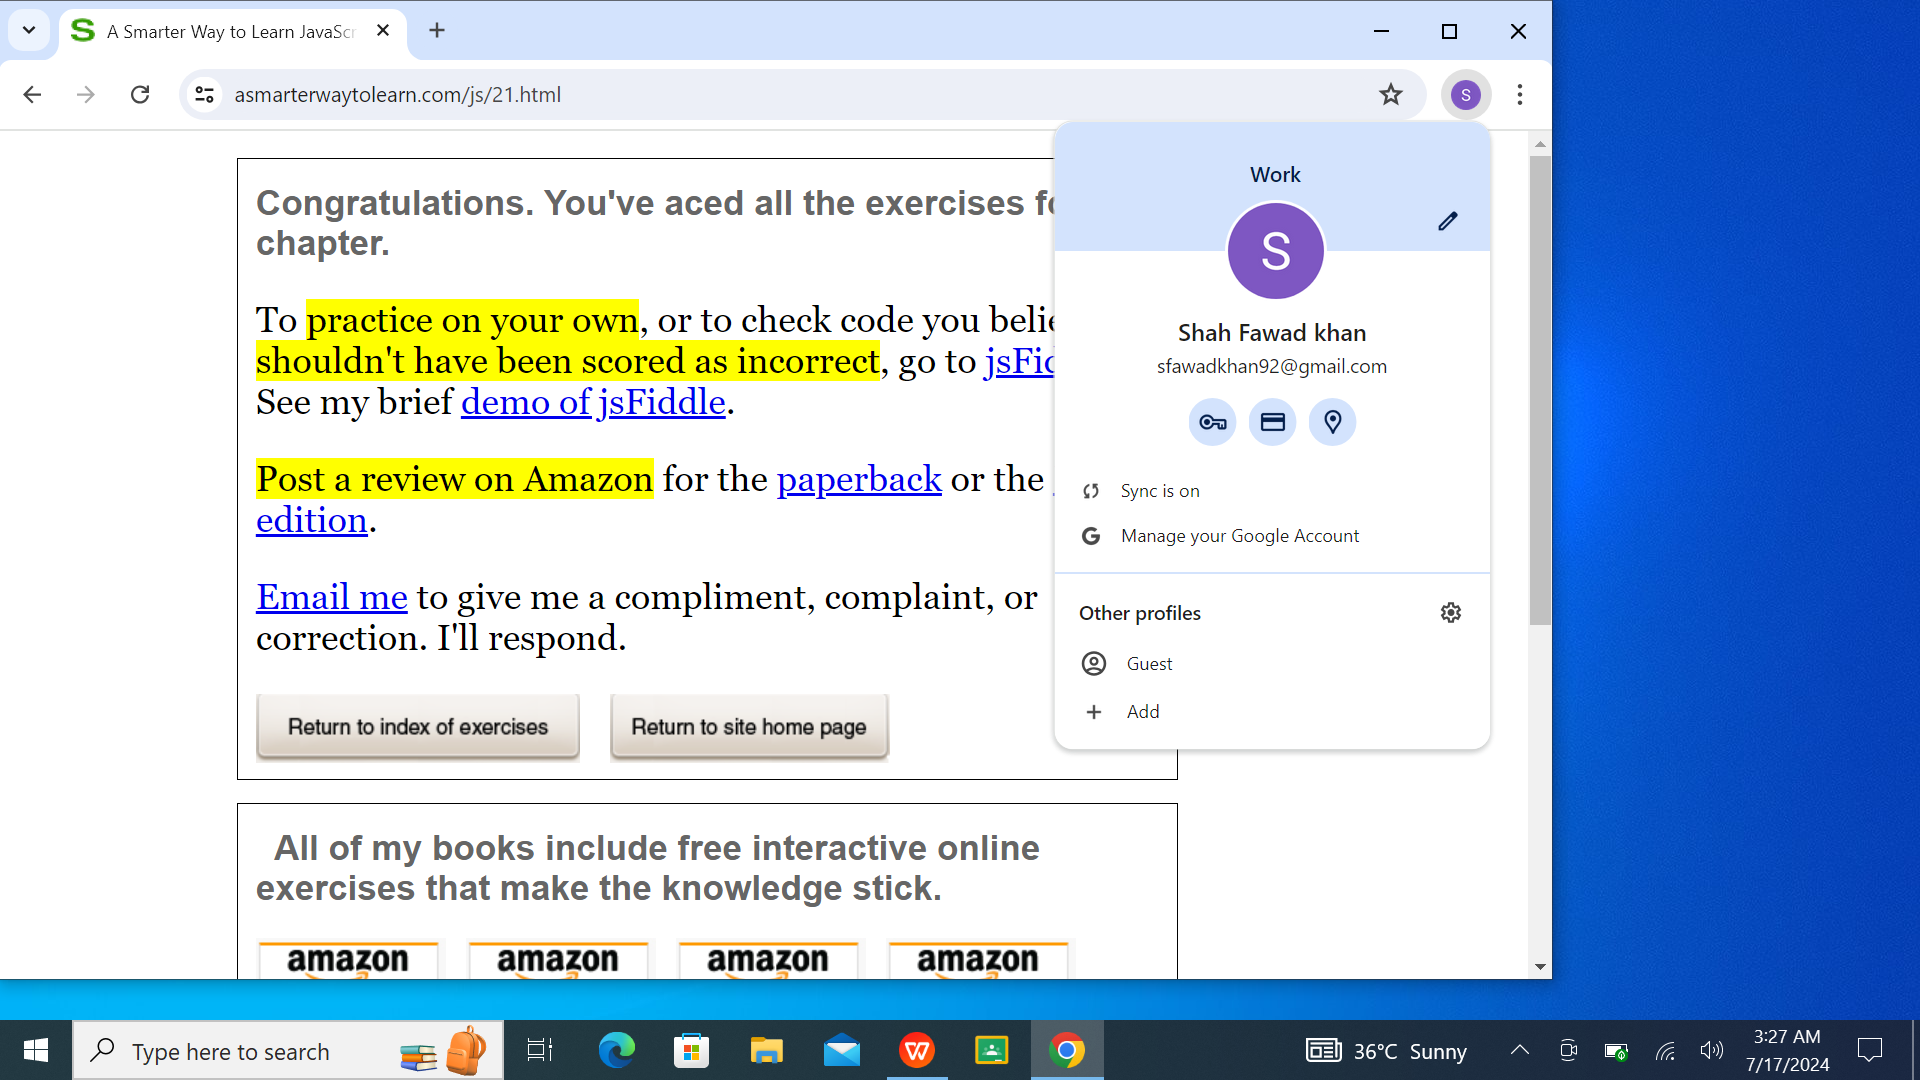 A Smarter Way to Learn JavaScr
asmarterwaytolearn.com/js/21.html
S
Congratulations. You've aced all the exercises fo
chapter.
To practice on your own, or to check code you belie
shouldn't have been scored as incorrect, go to jsFid
See my brief demo of jsFiddle.
Post a review on Amazon for the paperback or the
edition.
Email me to give me a compliment, complaint, or
correction. I'll respond.
Return to index of exercises
Return to site home page
Work
S
Shah Fawad khan
sfawadkhan92@gmail.com
Sync is on
Manage your Google Account
Other profiles
Guest
Add
All of my books include free interactive online
exercises that make the knowledge stick.
amazon amazon amazon amazon
Type here to search
36°C Sunny
3:27 AM
7/17/2024